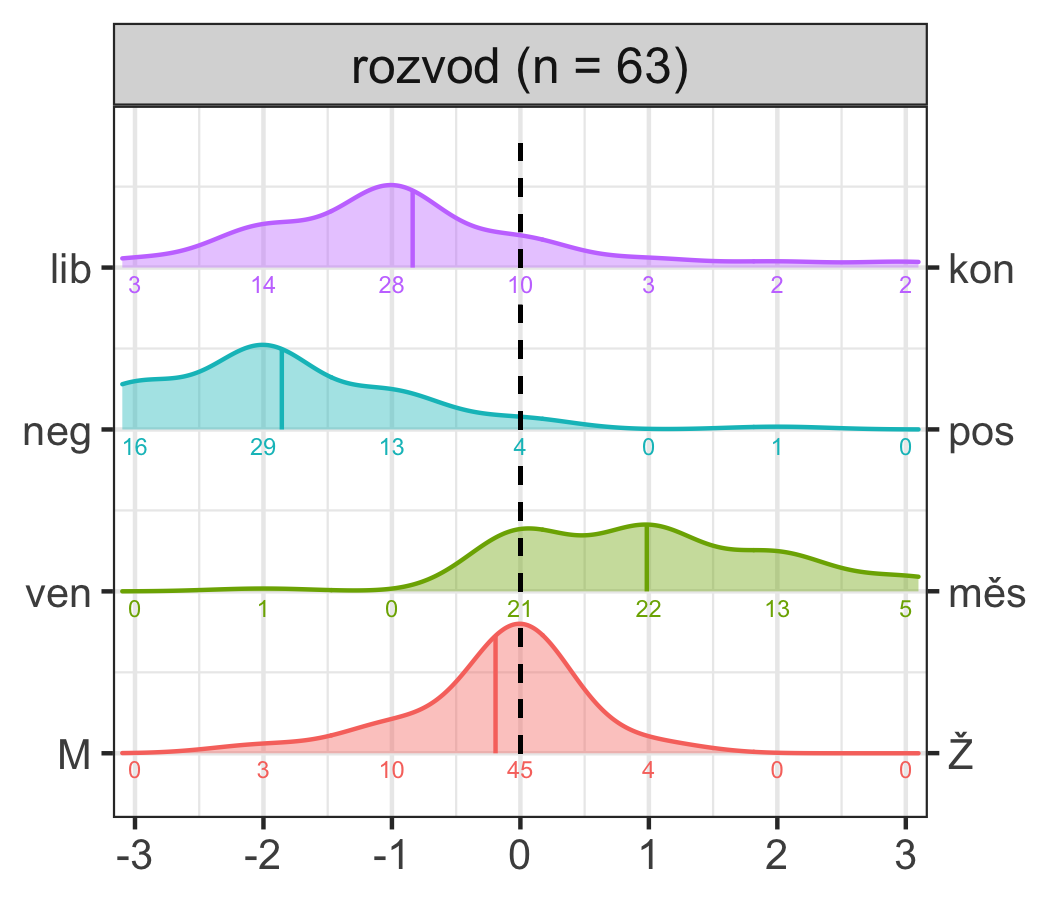 rozvod (n = 63)
lib kon
3 14 28 10 3 2 2
neg pos
16 29 13 4 0 1 0
ven měs
0 1 0 21 22 13 5
M Ž
0 3 10 45 4 0 0
-3 -2 -1 0 1 2 3